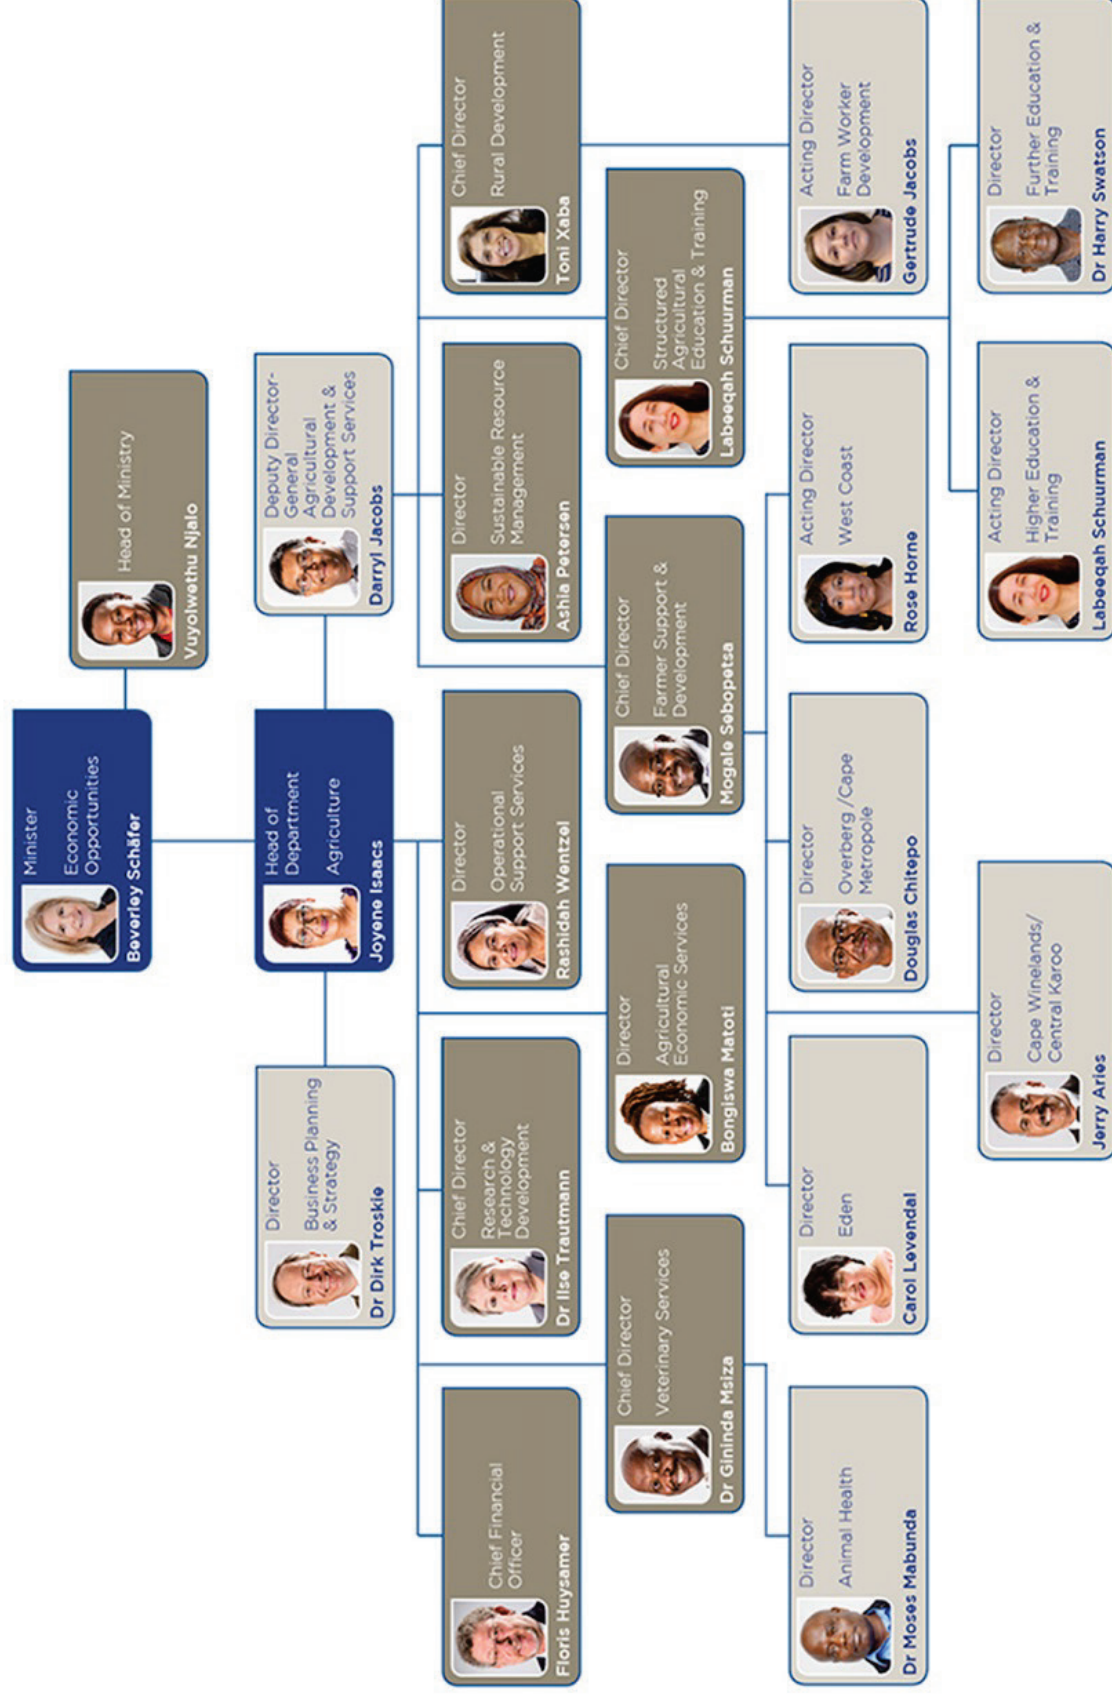 Minister
Economic
Opportunities
Beverley Schäfer
Head of Ministry
Vuyolwethu Njalo
Director
Business Planning
& Strategy
Dr Dirk Troskie
Head of
Department
Agriculture
Joyene Isaacs
Deputy Director-
General
Agricultural
Development &
Support Services
Darryl Jacobs
Chief Financial
Officer
Floris Huysamer
Chief Director
Research &
Technology
Development
Dr Ilse Trautmann
Director
Operational
Support Services
Rashidah Wentzel
Director
Sustainable Resource
Management
Ashia Petersen
Chief Director
Rural Development
Toni Xaba
Chief Director
Veterinary Services
Dr Gininda Msiza
Director
Agricultural
Economic Services
Bongiswa Matoti
Chief Director
Farmer Support &
Development
Mogale Sebopetsa
Chief Director
Structured
Agricultural
Education & Training
Labeeqah Schuurman
Director
Animal Health
Dr Moses Mabunda
Director
Eden
Carol Levendal
Director
Overberg /Cape
Metropole
Douglas Chitepo
Acting Director
West Coast
Rose Horne
Acting Director
Farm Worker
Development
Gertrude Jacobs
Director
Cape Winelands/
Central Karoo
Jerry Aries
Acting Director
Higher Education &
Training
Labeeqah Schuurman
Director
Further Education &
Training
Dr Harry Swatson